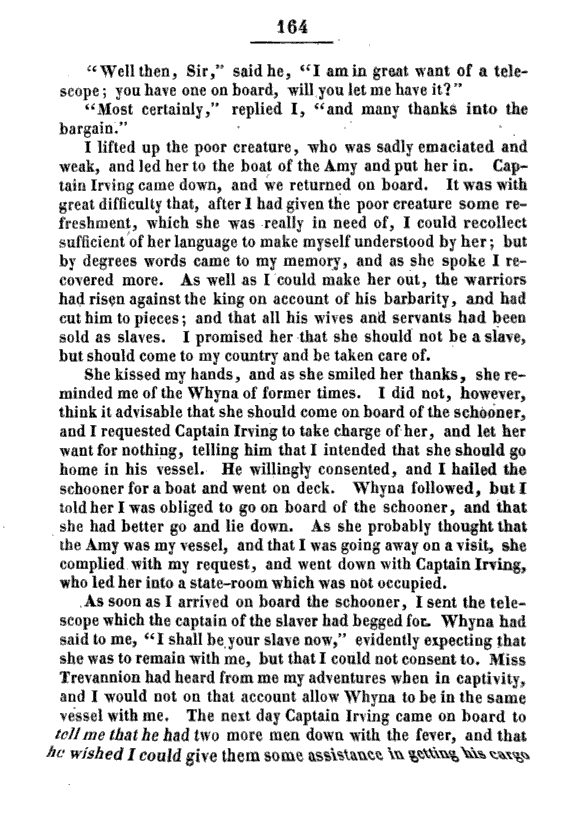 164
“Well then, Sir,” said he, “I am in great want of a tele-
scope; you have one on board, will you let me have it?”
“Most certainly,” replied I, “and many thanks into the
bargain.”
I lifted up the poor creature, who was sadly emaciated and
weak, and led her to the boat of the Amy and put her in. Cap-
tain Irving came down, and we returned on board. It was with
great difficulty that, after I had given the poor creature some re-
freshment, which she was really in need of, I could recollect
sufficient of her language to make myself understood by her; but
by degrees words came to my memory, and as she spoke I re-
covered more. As well as I could make her out, the warriors
had risen against the king on account of his barbarity, and had
cut him to pieces; and that all his wives and servants had been
sold as slaves. I promised her that she should not be a slave,
but should come to my country and be taken care of.
She kissed my hands, and as she smiled her thanks, she re-
minded me of the Whyna of former times. I did not, however,
think it advisable that she should come on board of the schooner,
and I requested Captain Irving to take charge of her, and let her
want for nothing, telling him that I intended that she should go
home in his vessel. He willingly consented, and I hailed the
schooner for a boat and went on deck. Whyna followed, but I
told her I was obliged to go on board of the schooner, and that
she had better go and lie down. As she probably thought that
the Amy was my vessel, and that I was going away on a visit, she
complied with my request, and went down with Captain Irving,
who led her into a state-room which was not occupied.
As soon as I arrived on board the schooner, I sent the tele-
scope which the captain of the slaver had begged for. Whyna had
said to me, “I shall be your slave now,” evidently expecting that
she was to remain with me, but that I could not consent to. Miss
Trevannion had heard from me my adventures when in captivity,
and I would not on that account allow Whyna to be in the same
vessel with me. The next day Captain Irving came on board to
tell me that he had two more men down with the fever, and that
he wished I could give them some assistance in getting his cargo